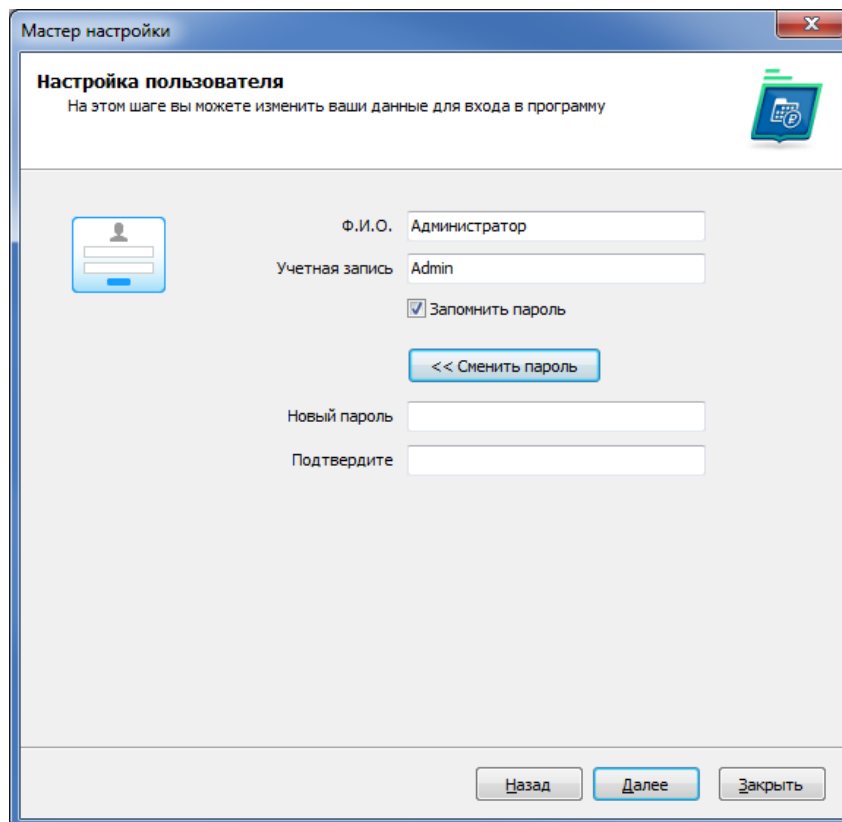 Мастер настройки
Настройка пользователя
На этом шаге вы можете изменить ваши данные для входа в программу
Ф.И.О. Администратор
Учетная запись Admin
Запомнить пароль
<< Сменить пароль
Новый пароль
Подтвердите
Назад Далее Закрыть